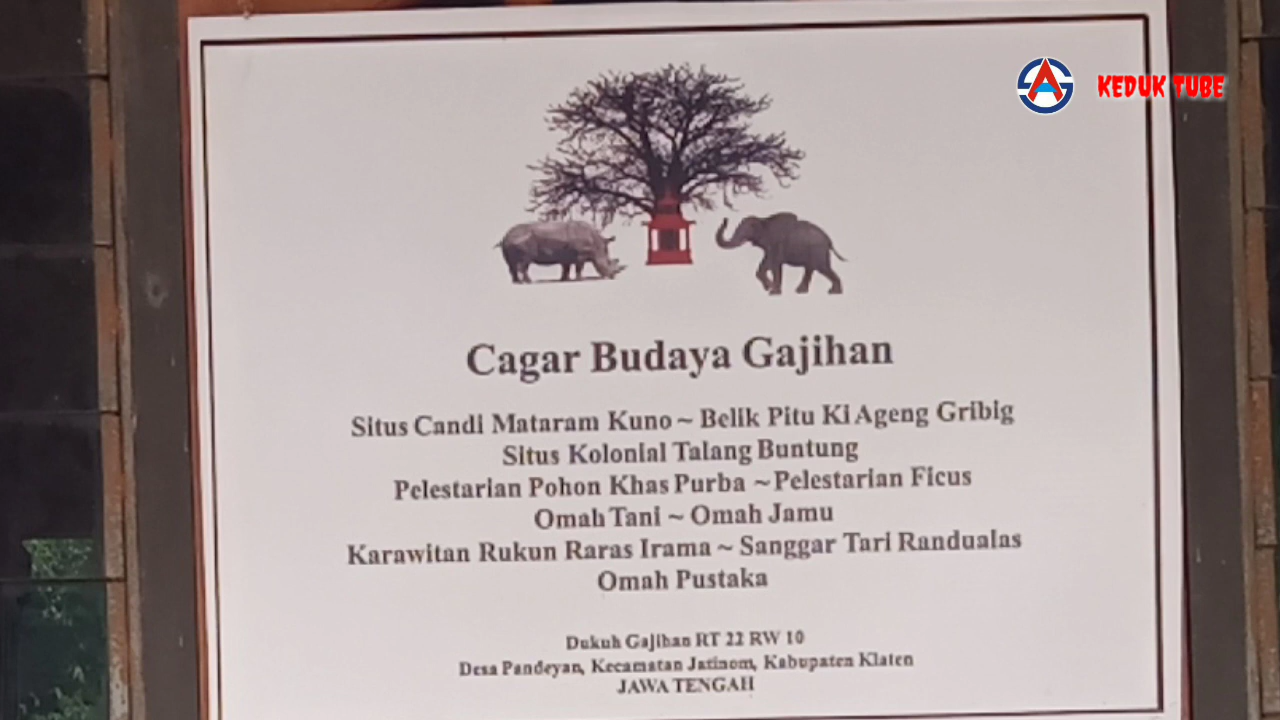 KEDUK TUBE
Cagar Budaya Gajihan
Situs Candi Mataram Kuno ~ Belik Pitu Ki Ageng Gribig
Situs Kolonial Talang Buntung
Pelestarian Pohon Khas Purba ~ Pelestarian Ficus
Omah Tani ~ Omah Jamu
Karawitan Rukun Raras Irama ~ Sanggar Tari Randualas
Omah Pustaka
Dukuh Gajihan RT 22 RW 10
Desa Pandeyan, Kecamatan Jatinom, Kabupaten Klaten
JAWA TENGAH